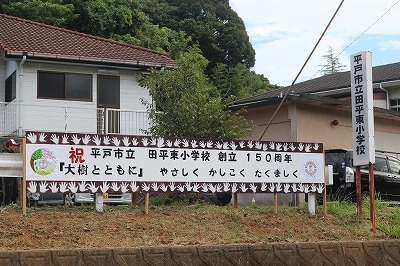 祝 平戸市立 田平東小学校 創立 150周年
『大樹とともに』 やさしく かしこく たくましく
平戸市立田平東小学校